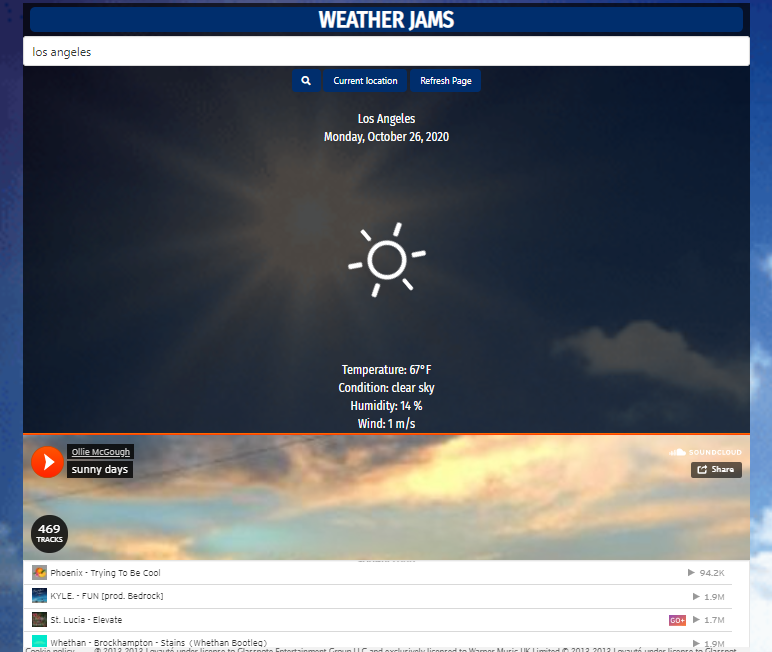 WEATHER JAMS
los angeles
Current location
Refresh Page
Los Angeles
Monday, October 26, 2020
Temperature: 67°F
Condition: clear sky
Humidity: 14 %
Wind: 1 m/s
Ollie McGough
sunny days
SOUNDCLOUD
Share
469
TRACKS
Phoenix - Trying To Be Cool 94.2K
KYLE. - FUN [prod. Bedrock] 1.9M
St. Lucia - Elevate GO+ 1.7M
Whethan - Brockhampton - Stains (Whethan Bootleg) 1.9M
Cookie policy ℗ 2013 2013 Loyauté under license to Glassnote Entertainment Group LLC and exclusively licensed to Warner Music UK Limited © 2013 2013 Loyauté under license to Glassnot